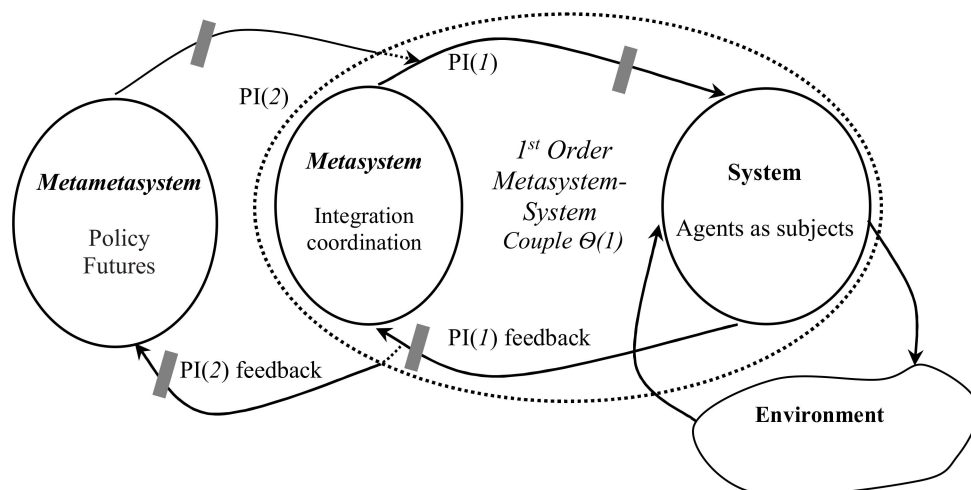 PI(2)
PI(1)
Metametasystem
Policy
Futures
Metasystem
Integration
coordination
1st Order
Metasystem-
System
Couple Θ(1)
System
Agents as subjects
PI(1) feedback
PI(2) feedback
Environment